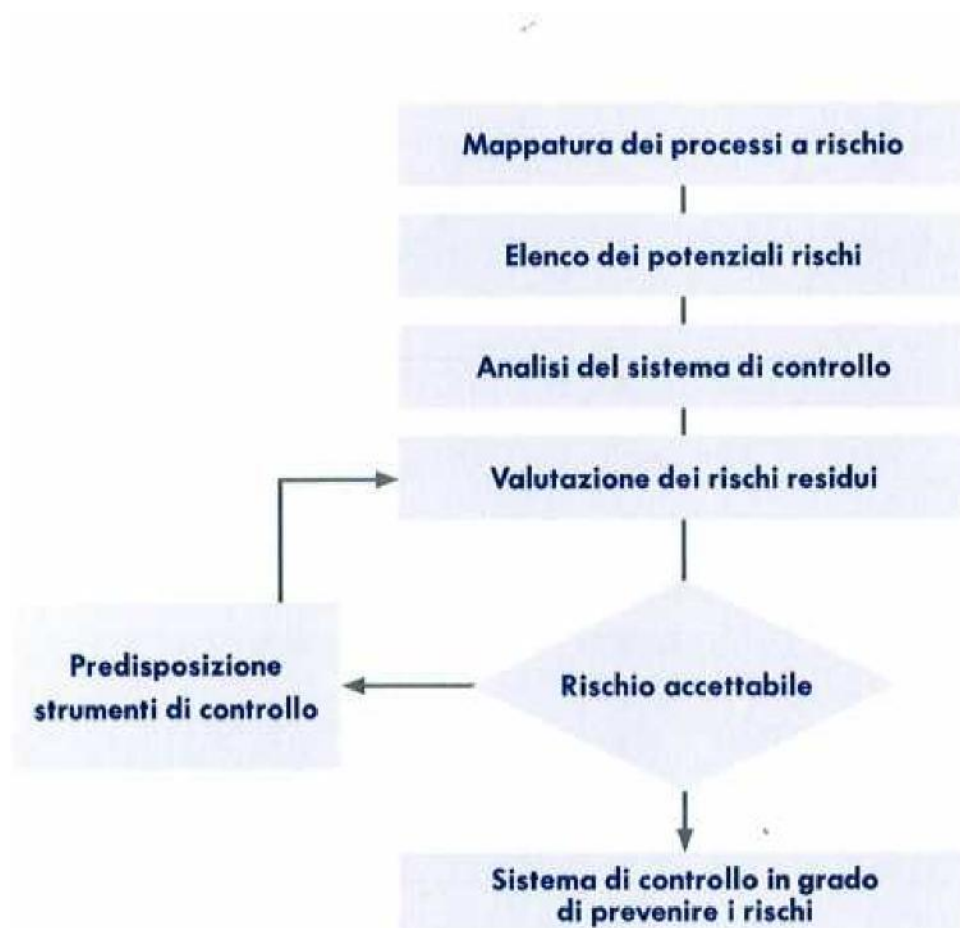 Mappatura dei processi a rischio
Elenco dei potenziali rischi
Analisi del sistema di controllo
Valutazione dei rischi residui
Predisposizione
strumenti di controllo
Rischio accettabile
Sistema di controllo in grado
di prevenire i rischi